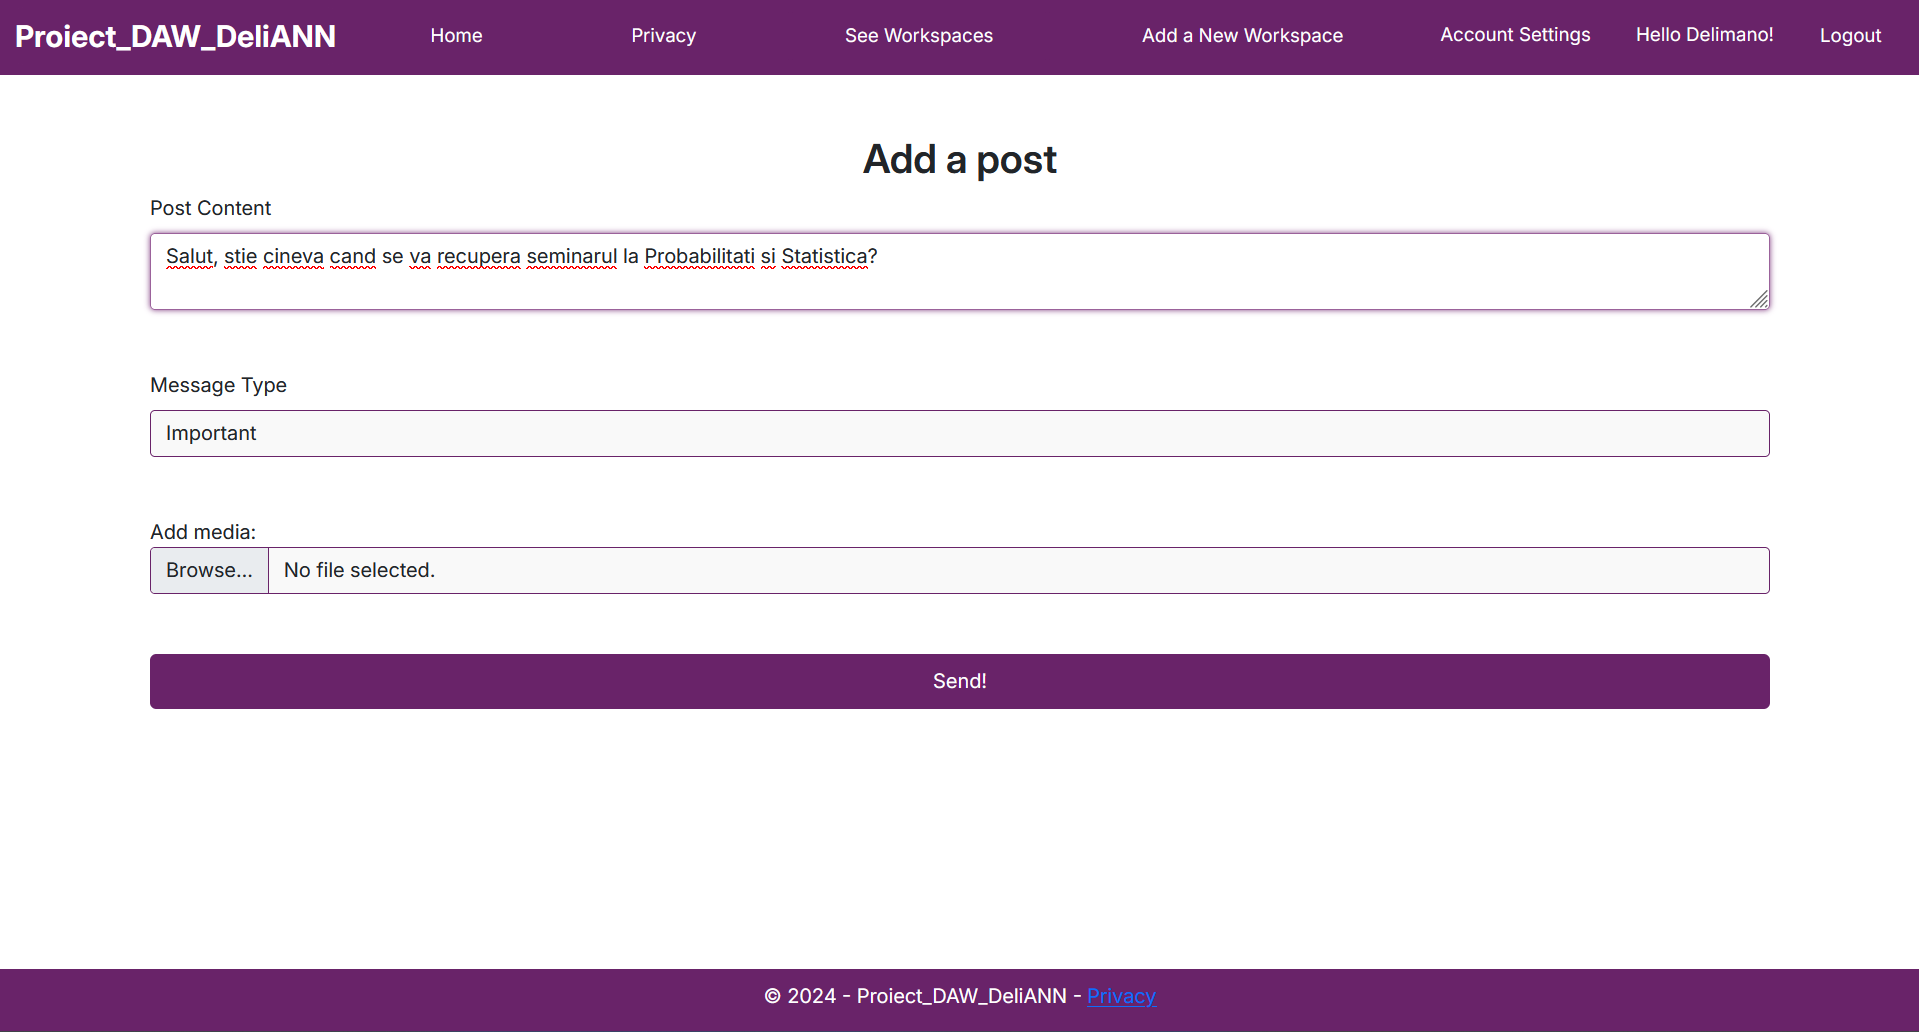 Proiect_DAW_DeliANN Home Privacy See Workspaces Add a New Workspace Account Settings Hello Delimano! Logout
Add a post
Post Content
Salut, stie cineva cand se va recupera seminarul la Probabilitati si Statistica?
Message Type
Important
Add media:
Browse... No file selected.
Send!
© 2024 - Proiect_DAW_DeliANN - Privacy